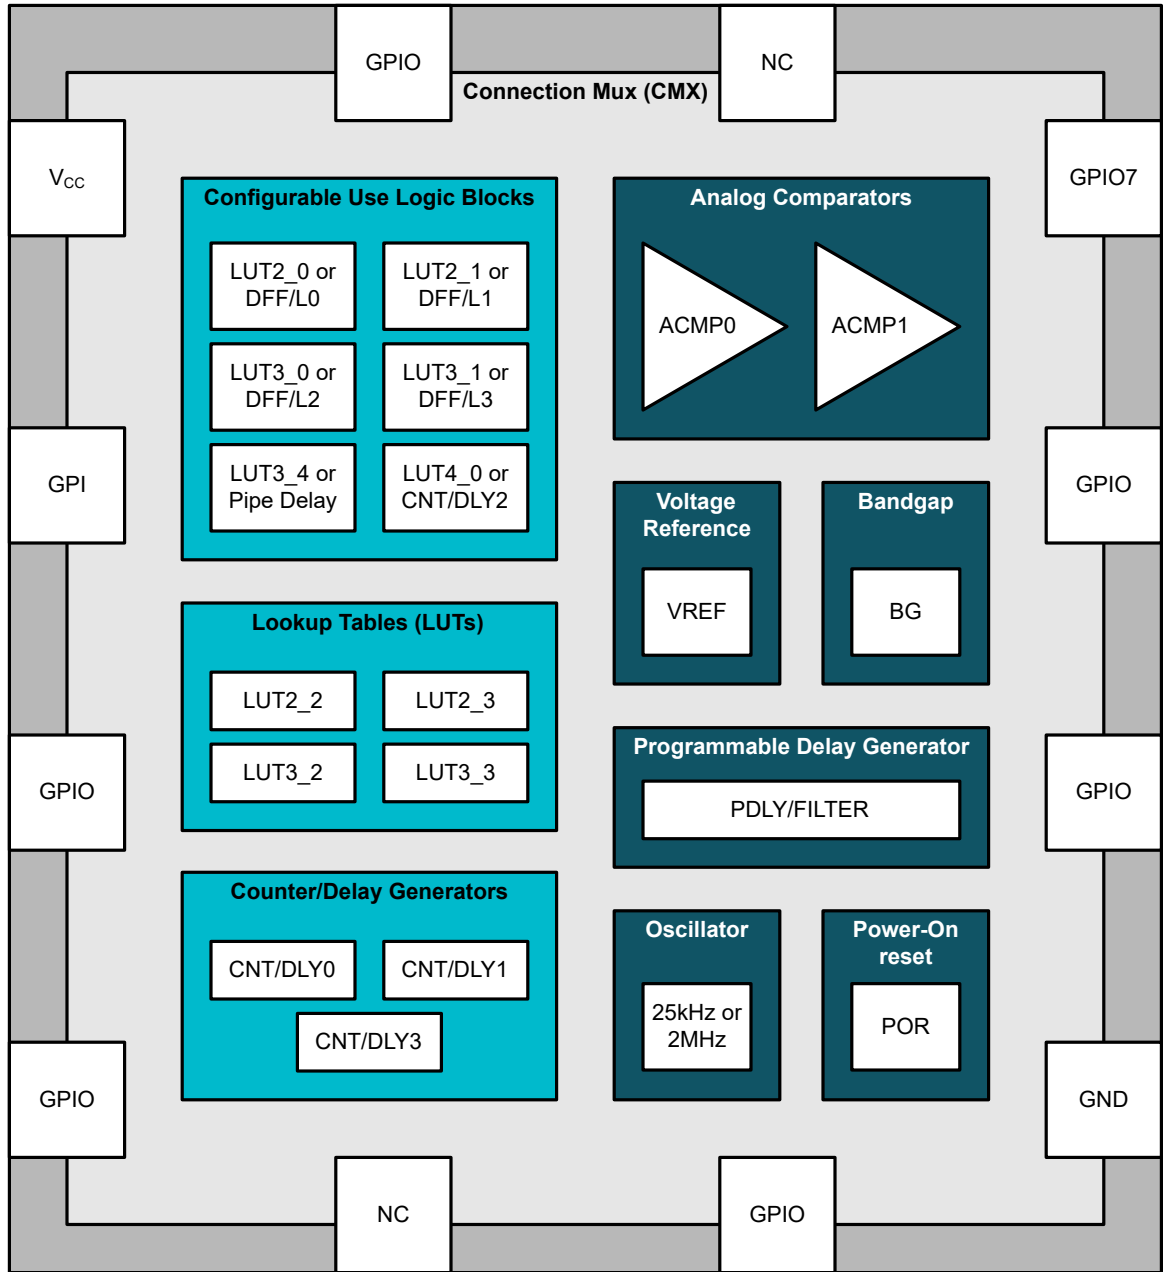 GPIO
NC
Connection Mux (CMX)
VCC
GPIO7
GPI
GPIO
GPIO
GPIO
GPIO
GND
NC
GPIO
Configurable Use Logic Blocks
LUT2_0 or
DFF/L0
LUT2_1 or
DFF/L1
LUT3_0 or
DFF/L2
LUT3_1 or
DFF/L3
LUT3_4 or
Pipe Delay
LUT4_0 or
CNT/DLY2
Lookup Tables (LUTs)
LUT2_2
LUT2_3
LUT3_2
LUT3_3
Counter/Delay Generators
CNT/DLY0
CNT/DLY1
CNT/DLY3
Analog Comparators
ACMP0
ACMP1
Voltage
Reference
VREF
Bandgap
BG
Programmable Delay Generator
PDLY/FILTER
Oscillator
25kHz or
2MHz
Power-On
reset
POR